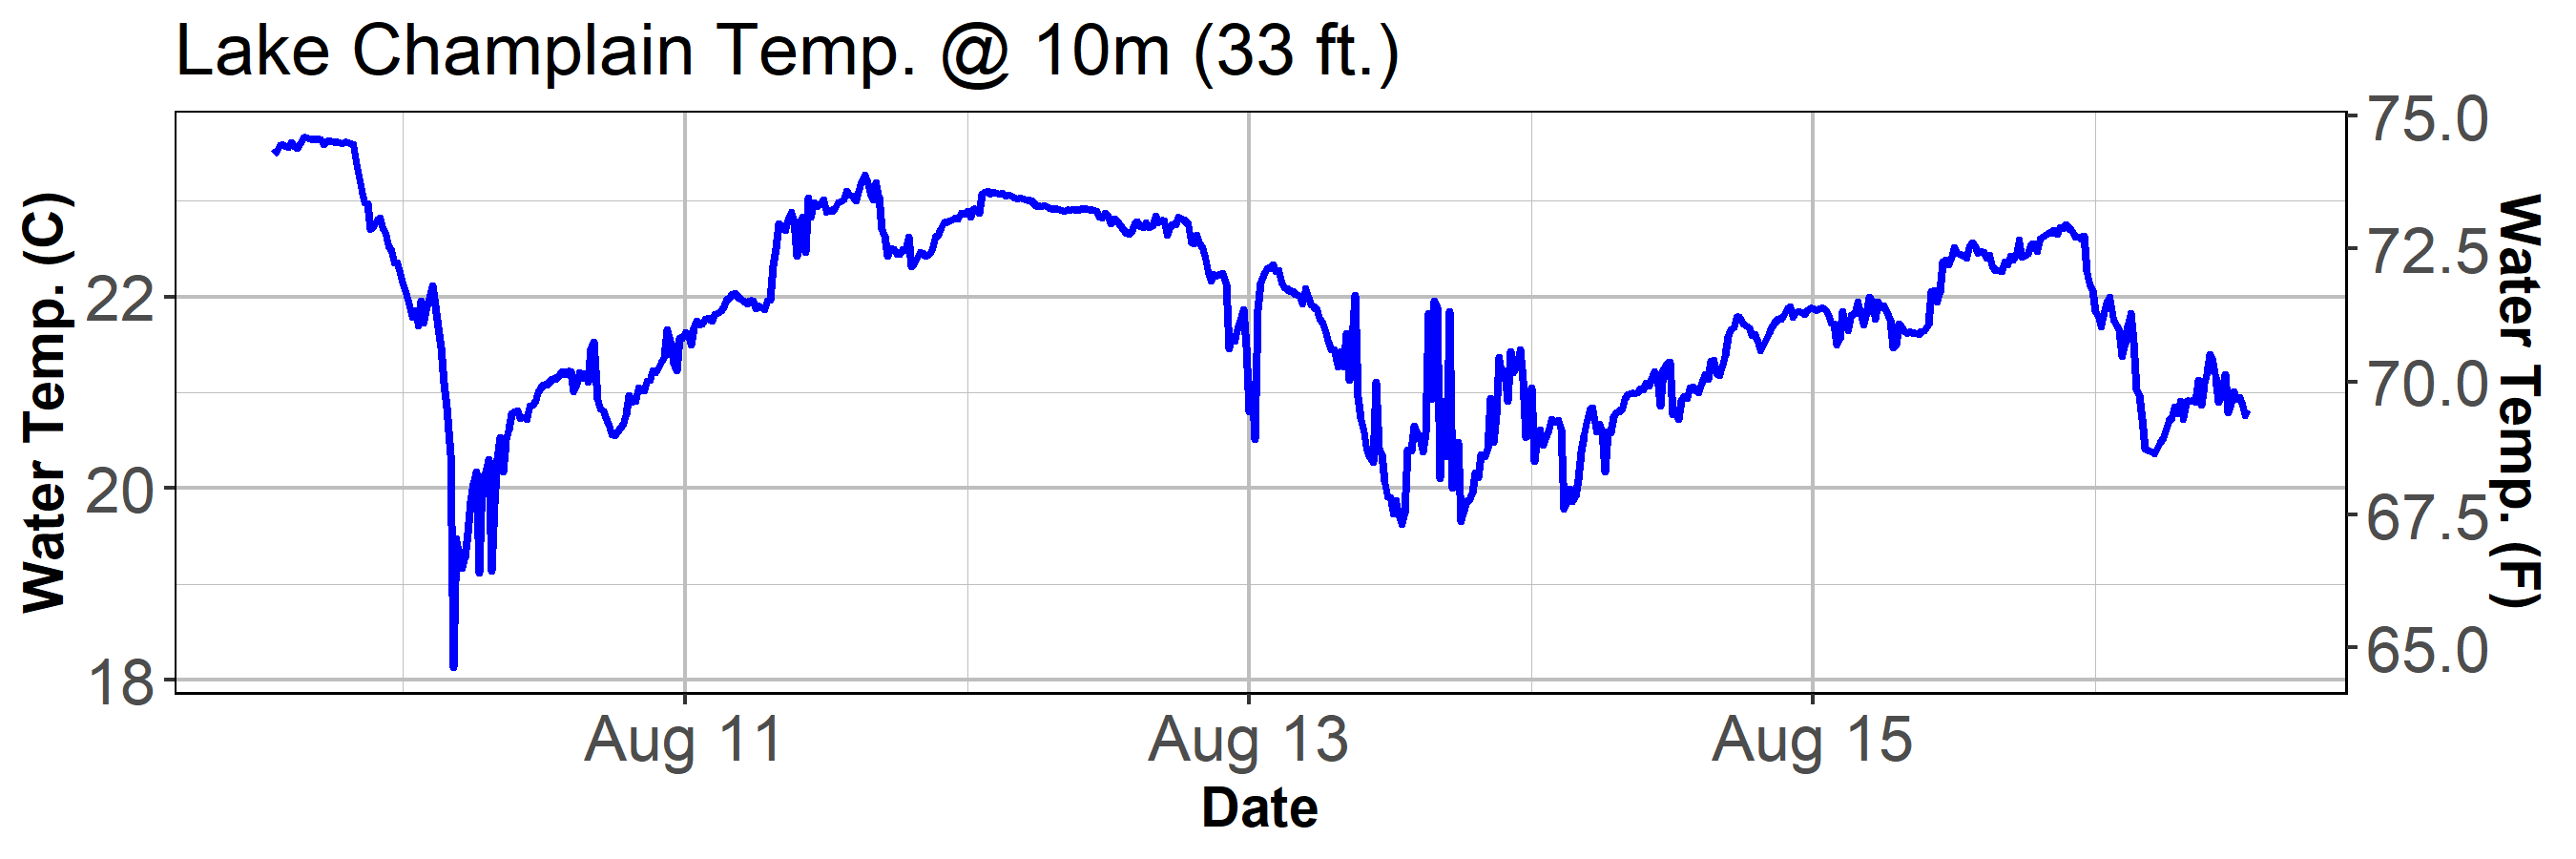 Lake Champlain Temp. @ 10m (33 ft.)
Water Temp. (C)
22
20
18
75.0
72.5
70.0
67.5
65.0
Water Temp. (F)
Aug 11
Aug 13
Aug 15
Date